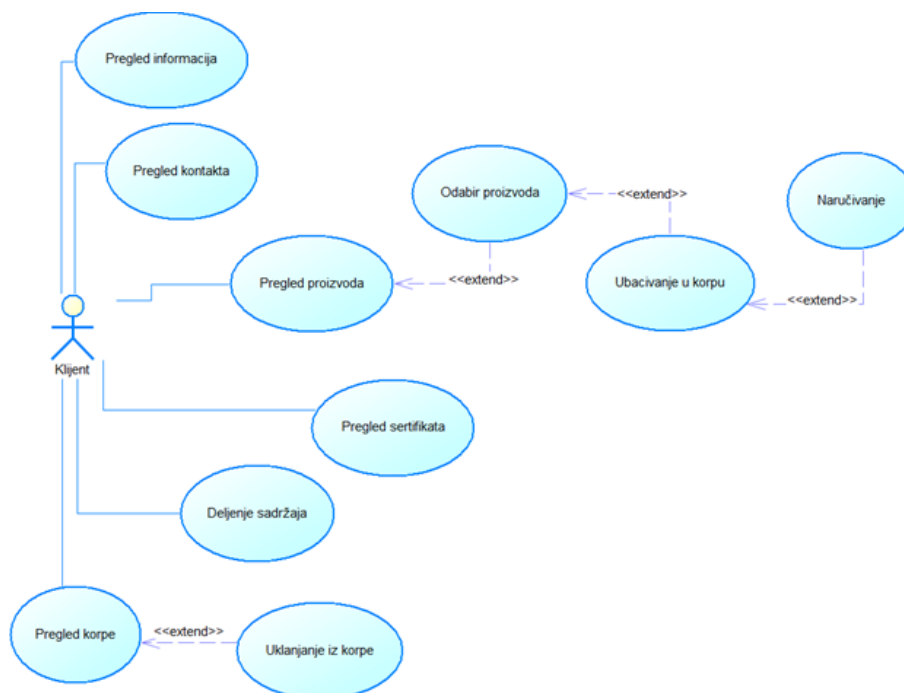 Pregled informacija
Pregled kontakta
Odabir proizvoda
<<extend>>
Naručivanje
Pregled proizvoda
<<extend>>
Ubacivanje u korpu
<<extend>>
Klijent
Pregled sertifikata
Deljenje sadržaja
Pregled korpe
<<extend>>
Uklanjanje iz korpe